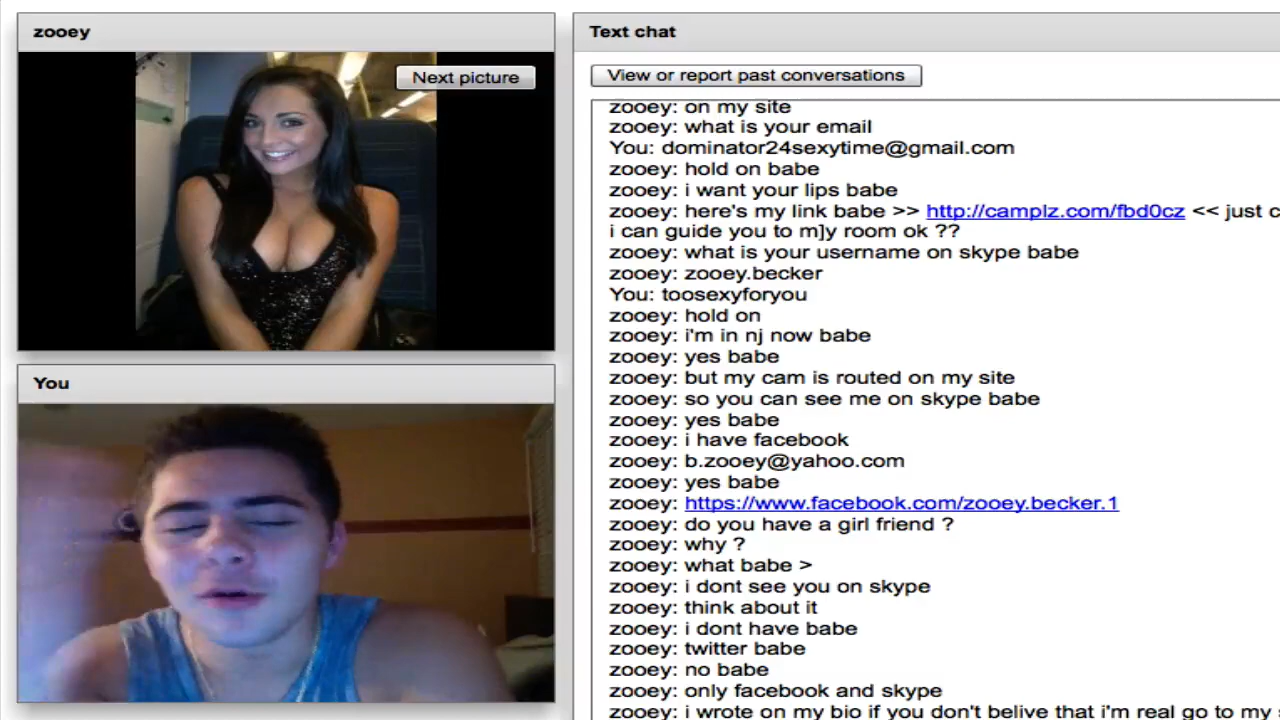 zooey
Next picture
You
Text chat
View or report past conversations
zooey: on my site
zooey: what is your email
You: dominator24sexytime@gmail.com
zooey: hold on babe
zooey: i want your lips babe
zooey: here's my link babe >> http://camplz.com/fbd0cz << just c
i can guide you to m]y room ok ??
zooey: what is your username on skype babe
zooey: zooey.becker
You: toosexyforyou
zooey: hold on
zooey: i'm in nj now babe
zooey: yes babe
zooey: but my cam is routed on my site
zooey: so you can see me on skype babe
zooey: yes babe
zooey: i have facebook
zooey: b.zooey@yahoo.com
zooey: yes babe
zooey: https://www.facebook.com/zooey.becker.1
zooey: do you have a girl friend ?
zooey: why ?
zooey: what babe >
zooey: i dont see you on skype
zooey: think about it
zooey: i dont have babe
zooey: twitter babe
zooey: no babe
zooey: only facebook and skype
zooey: i wrote on my bio if you don't belive that i'm real go to my